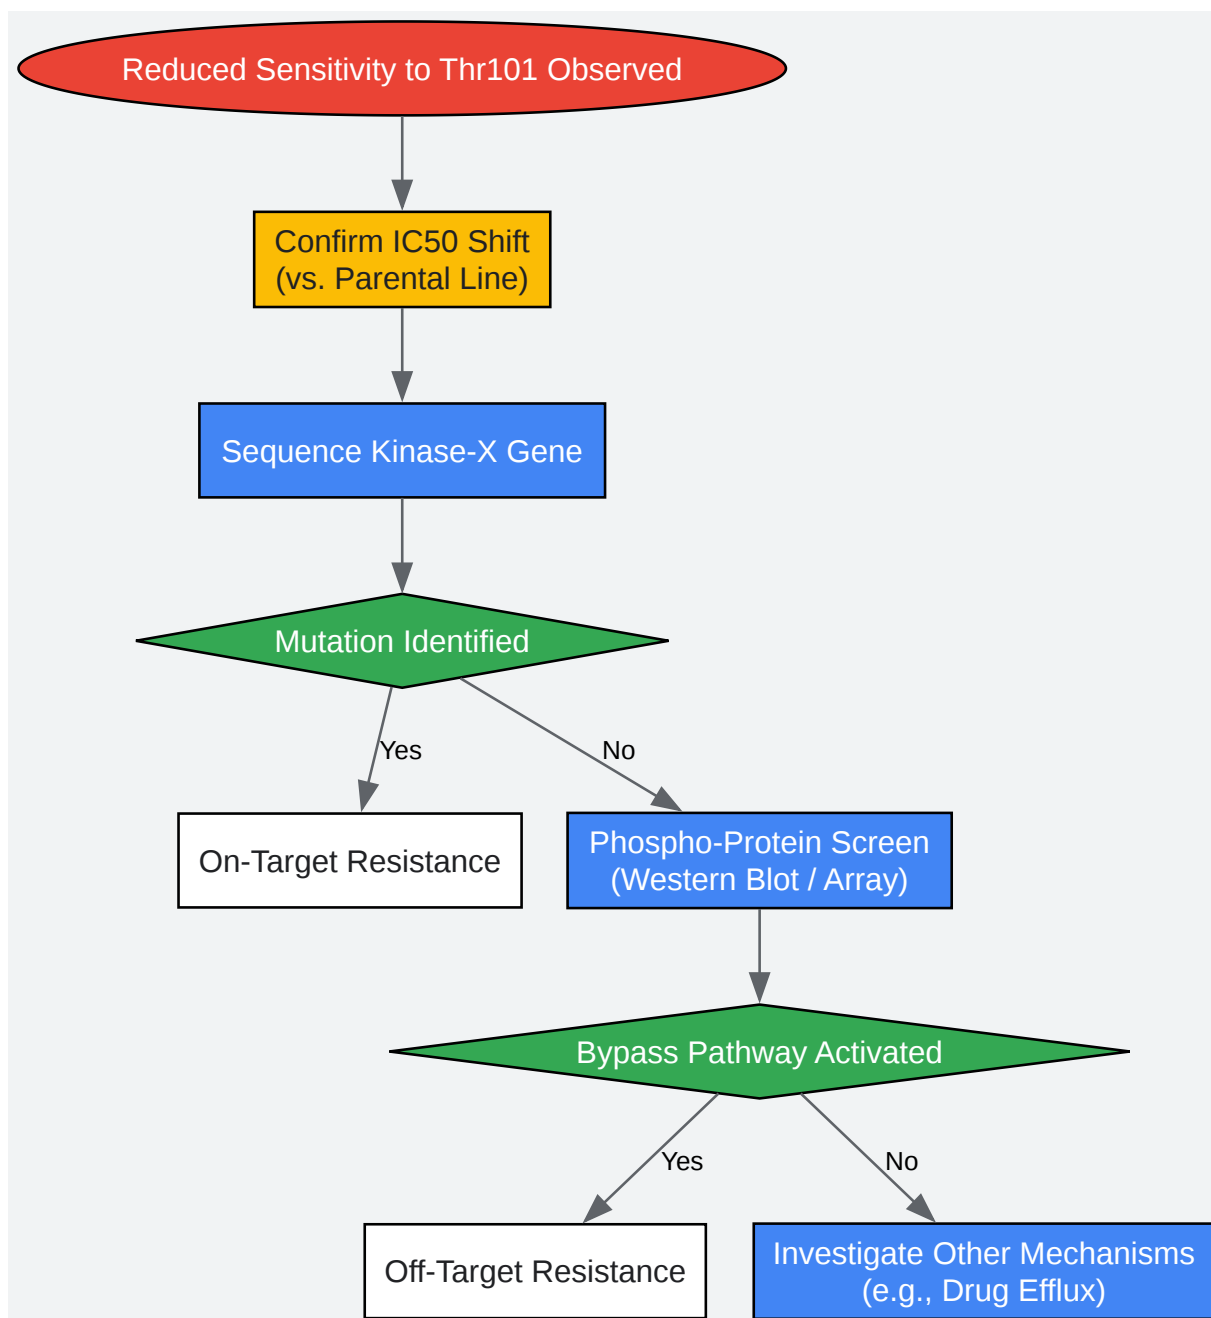 Reduced Sensitivity to Thr101 Observed
Confirm IC50 Shift
(vs. Parental Line)
Sequence Kinase-X Gene
Mutation Identified
Yes
No
On-Target Resistance
Phospho-Protein Screen
(Western Blot / Array)
Bypass Pathway Activated
Yes
No
Off-Target Resistance
Investigate Other Mechanisms
(e.g., Drug Efflux)